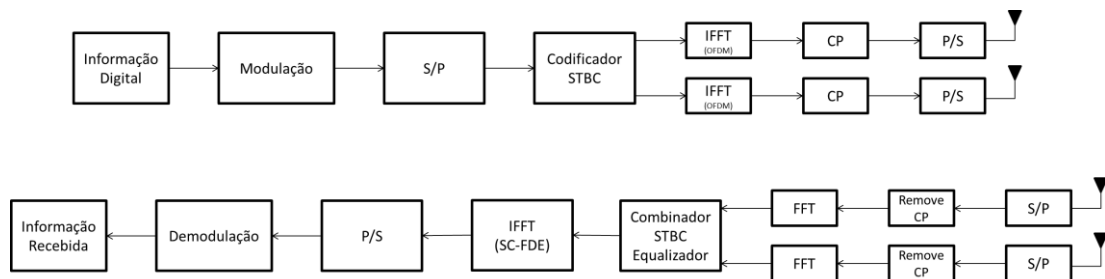 Informação
Digital
Modulação
S/P
Codificador
STBC
IFFT
(OFDM)
CP
P/S
IFFT
(OFDM)
CP
P/S
Informação
Recebida
Demodulação
P/S
IFFT
(SC-FDE)
Combinador
STBC
Equalizador
FFT
Remove
CP
S/P
FFT
Remove
CP
S/P